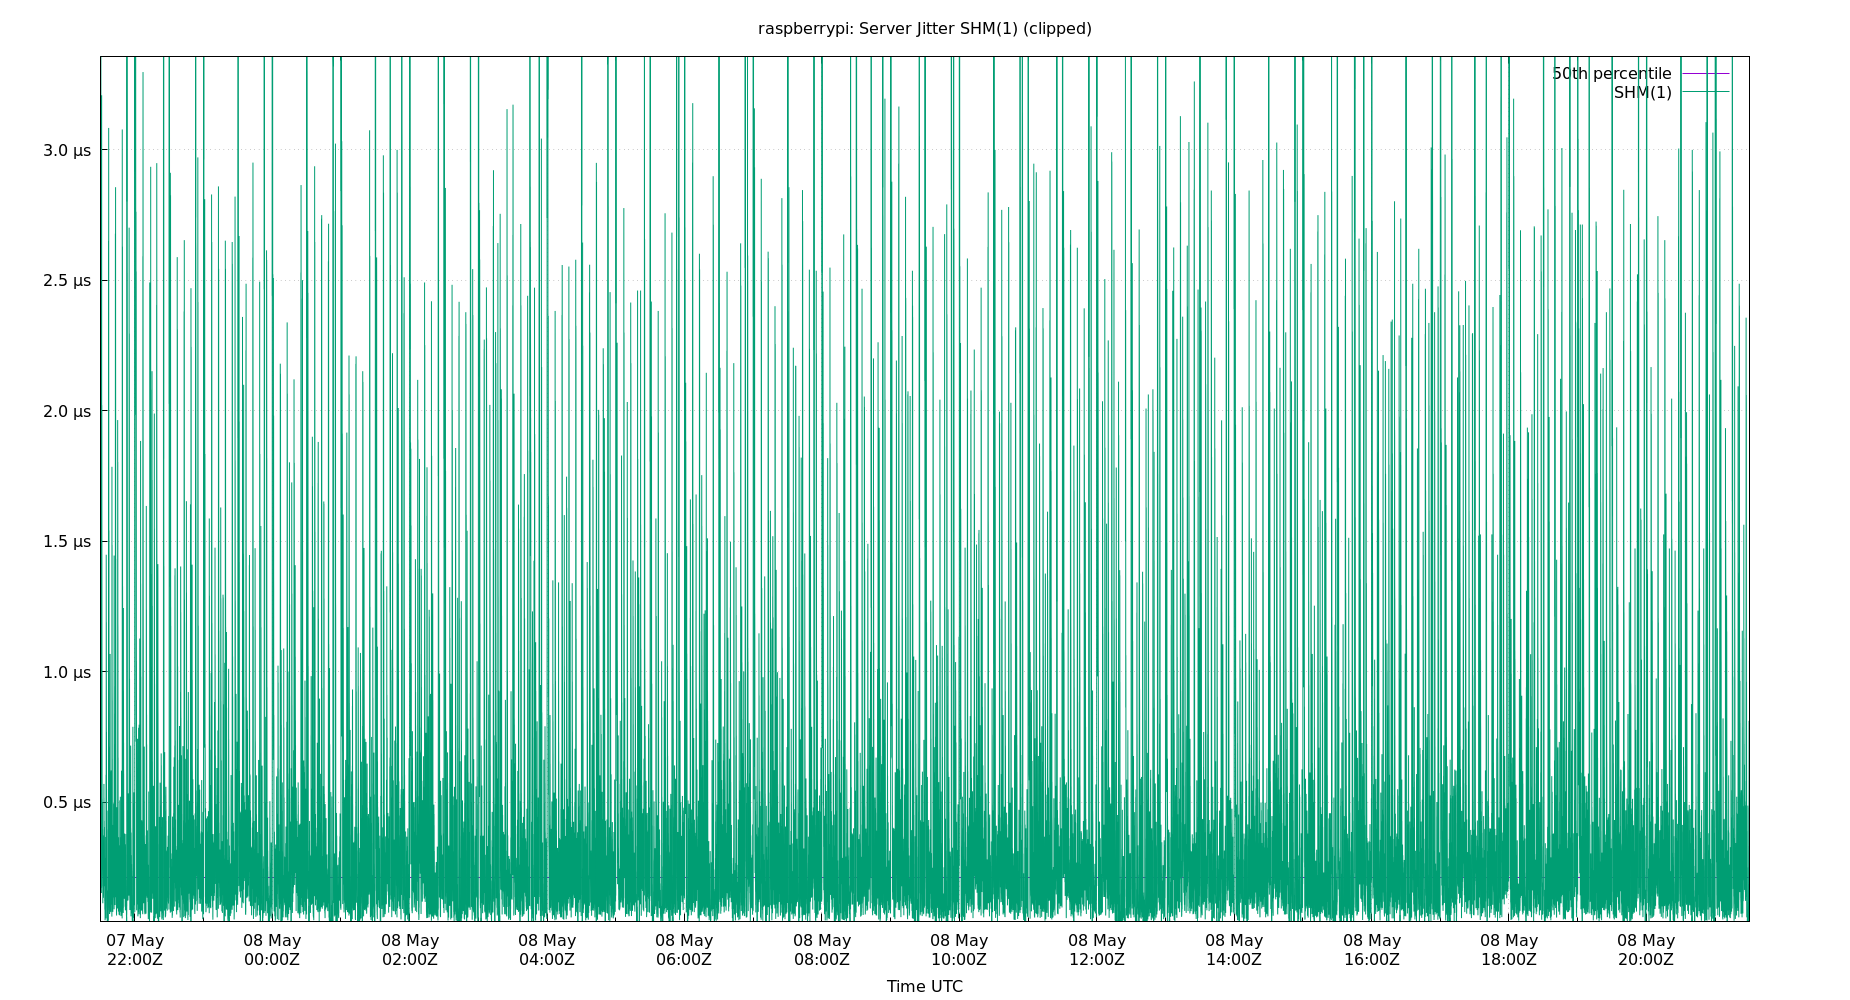 raspberrypi: Server Jitter SHM(1) (clipped)
50th percentile
SHM(1)
3.0 μs
2.5 μs
2.0 μs
1.5 μs
1.0 μs
0.5 μs
07 May 08 May 08 May 08 May 08 May 08 May 08 May 08 May 08 May 08 May 08 May 08 May
22:00Z 00:00Z 02:00Z 04:00Z 06:00Z 08:00Z 10:00Z 12:00Z 14:00Z 16:00Z 18:00Z 20:00Z
Time UTC